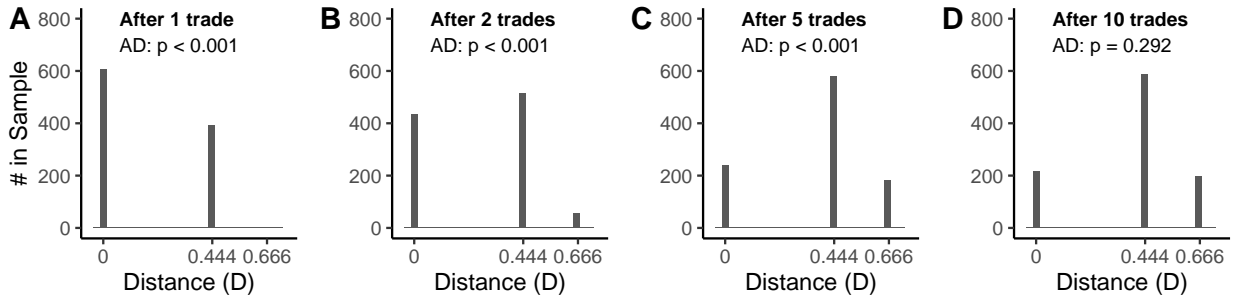 A
After 1 trade
AD: p < 0.001
# in Sample
800
600
400
200
0
0
0.444
0.666
Distance (D)
B
After 2 trades
AD: p < 0.001
800
600
400
200
0
0
0.444
0.666
Distance (D)
C
After 5 trades
AD: p < 0.001
800
600
400
200
0
0
0.444
0.666
Distance (D)
D
After 10 trades
AD: p = 0.292
800
600
400
200
0
0
0.444
0.666
Distance (D)